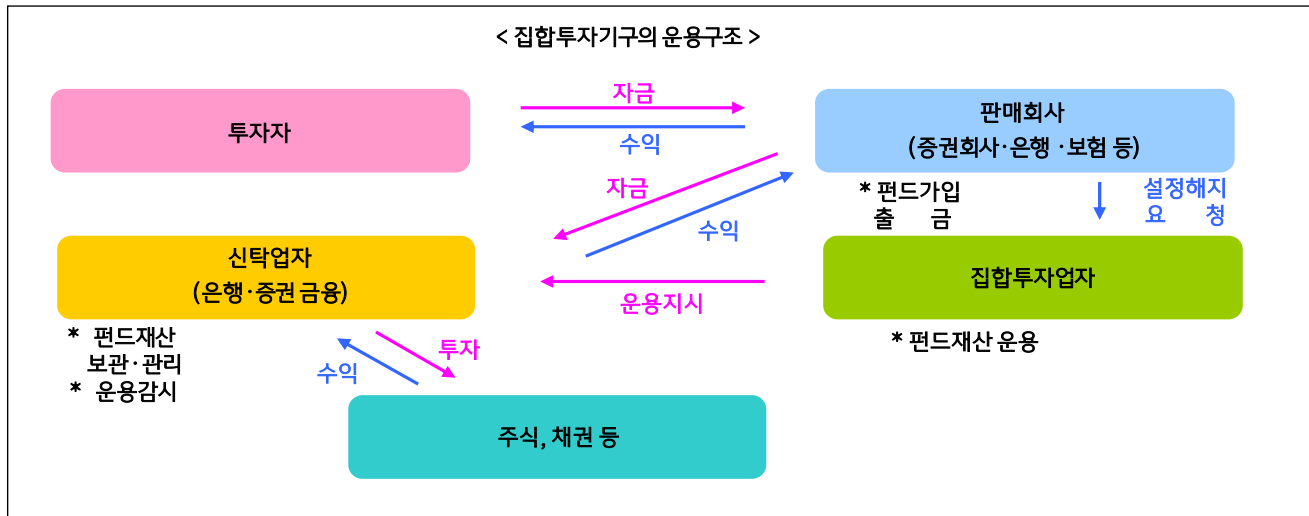 < 집합투자기구의 운용구조 >
자금
투자자
수익
판매회사
(증권회사·은행 ·보험 등)
자금
수익
* 펀드가입
출 금
설정해지
요 청
신탁업자
(은행·증권 금융)
운용지시
집합투자업자
* 펀드재산
보관·관리
* 운용감시
투자
수익
* 펀드재산 운용
주식, 채권 등